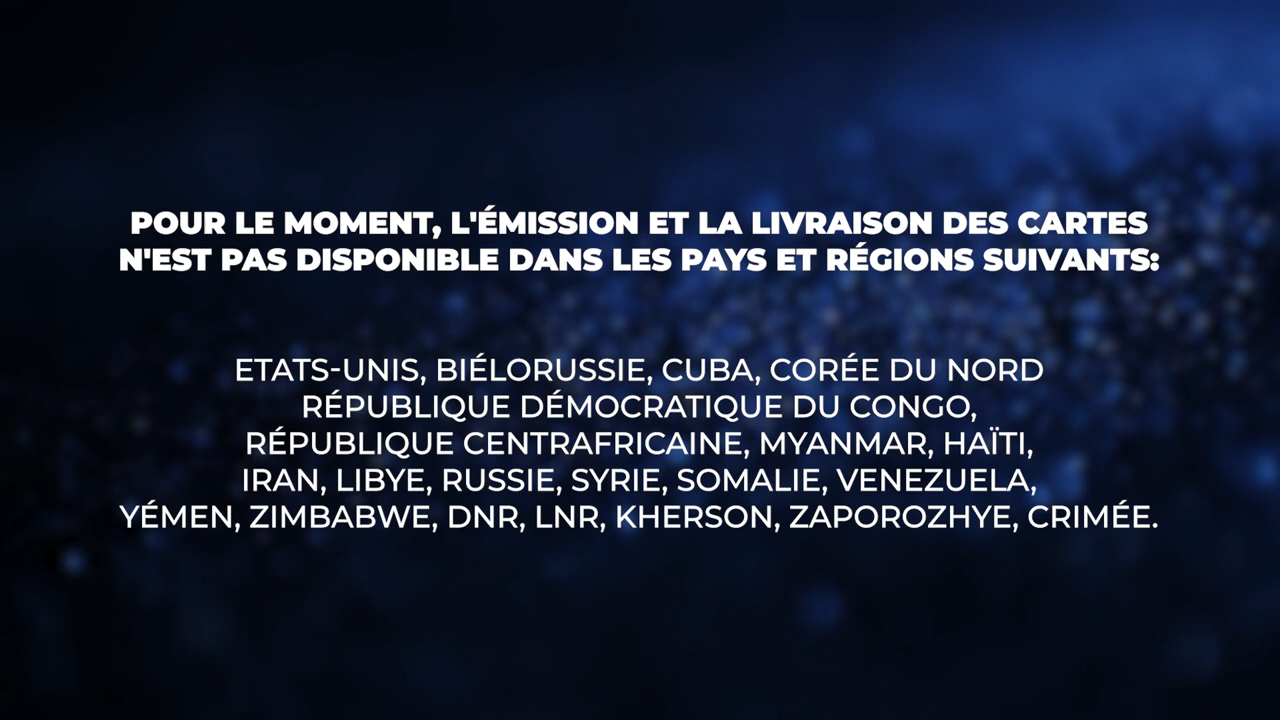 POUR LE MOMENT, L'ÉMISSION ET LA LIVRAISON DES CARTES
N'EST PAS DISPONIBLE DANS LES PAYS ET RÉGIONS SUIVANTS:
ETATS-UNIS, BIÉLORUSSIE, CUBA, CORÉE DU NORD
RÉPUBLIQUE DÉMOCRATIQUE DU CONGO,
RÉPUBLIQUE CENTRAFRICAINE, MYANMAR, HAÏTI,
IRAN, LIBYE, RUSSIE, SYRIE, SOMALIE, VENEZUELA,
YÉMEN, ZIMBABWE, DNR, LNR, KHERSON, ZAPOROZHYE, CRIMÉE.